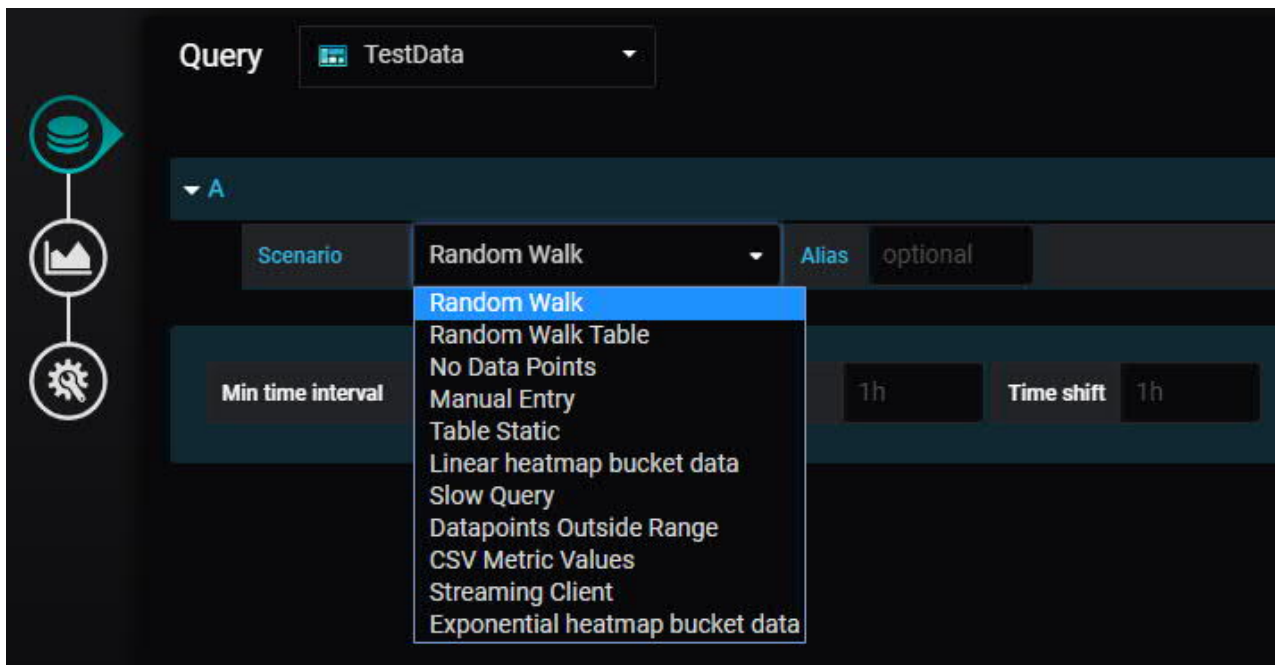 Query TestData
A
Scenario Random Walk Alias optional
Random Walk
Random Walk Table
No Data Points
Manual Entry
Table Static
Linear heatmap bucket data
Slow Query
Datapoints Outside Range
CSV Metric Values
Streaming Client
Exponential heatmap bucket data
Min time interval 1h Time shift 1h